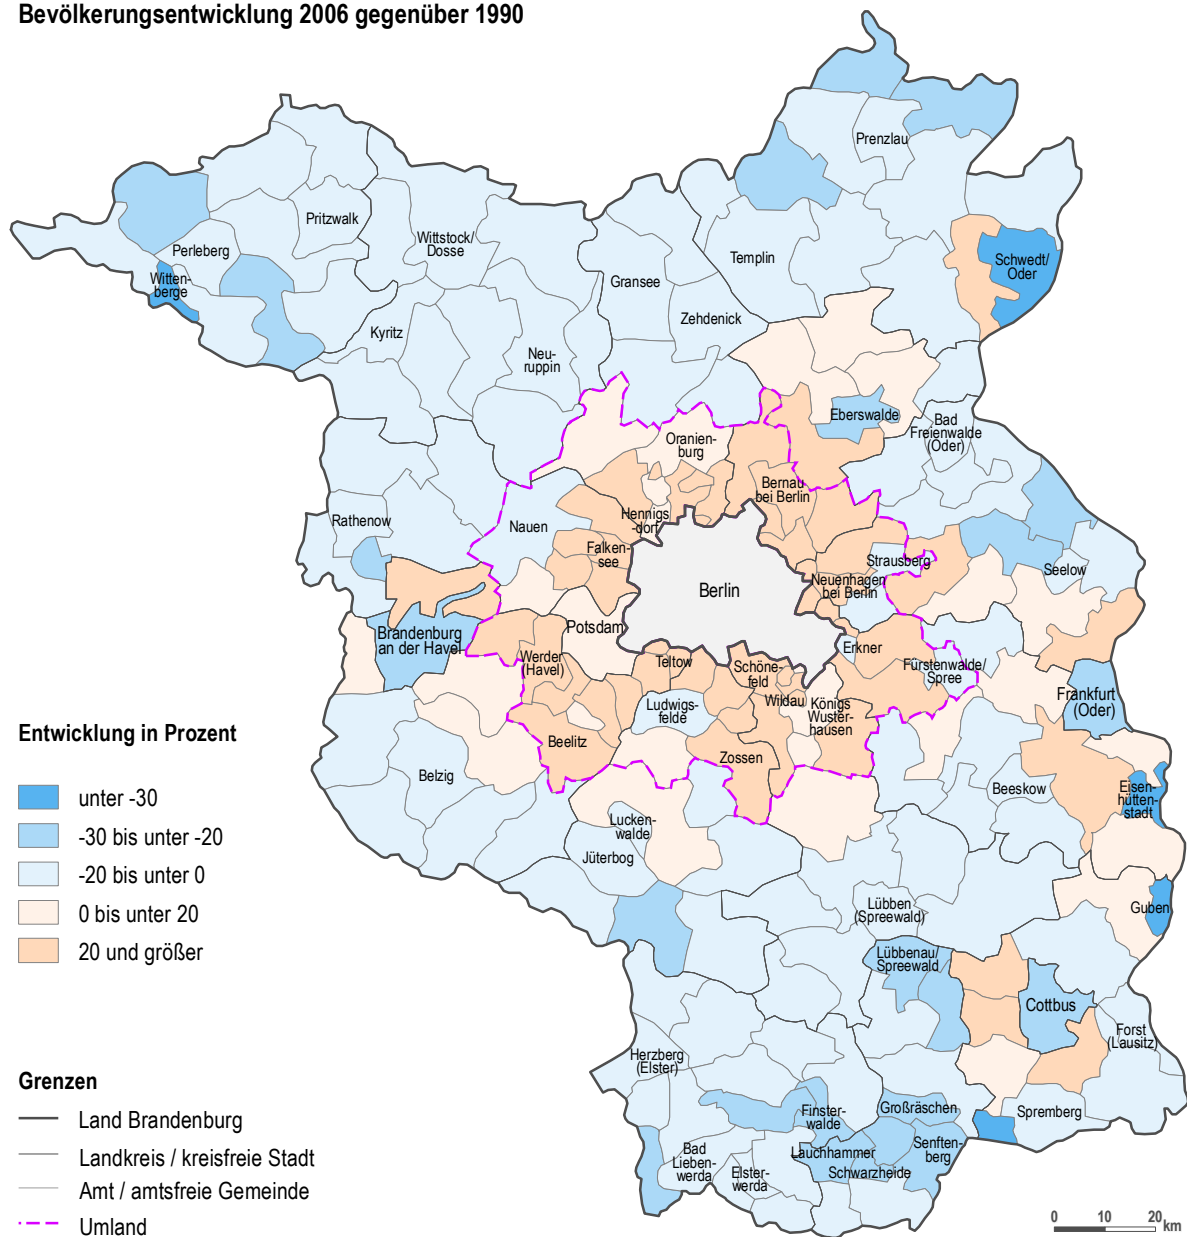 Bevölkerungsentwicklung 2006 gegenüber 1990
Prenzlau
Pritzwalk
Wittstock/
Dosse
Perleberg
Templin
Schwedt/
Oder
Witten-
berge
Gransee
Zehdenick
Kyritz
Neu-
ruppin
Eberswalde
Bad
Freienwalde
(Oder)
Oranien-
burg
Bernau
bei Berlin
Rathenow
Nauen
Hennigs
-dorf
Falken-
see
Strausberg
Seelow
Neuenhagen
bei Berlin
Berlin
Brandenburg
an der Havel
Potsdam
Werder
(Havel)
Teltow
Schöne-
feld
Erkner
Fürstenwalde/
Spree
Wildau
Königs
Wuster-
hausen
Frankfurt
(Oder)
Ludwigs-
felde
Beelitz
Zossen
Belzig
Beeskow
Eisen-
hütten-
stadt
Lucken-
walde
Jüterbog
Lübben
(Spreewald)
Guben
Lübbenau/
Spreewald
Cottbus
Forst
(Lausitz)
Herzberg
(Elster)
Finster-
walde
Großräschen
Spremberg
Senften-
berg
Lauchhammer
Schwarzheide
Bad
Lieben-
werda
Elster-
werda
Entwicklung in Prozent
unter -30
-30 bis unter -20
-20 bis unter 0
0 bis unter 20
20 und größer
Grenzen
Land Brandenburg
Landkreis / kreisfreie Stadt
Amt / amtsfreie Gemeinde
Umland
0 10 20 km